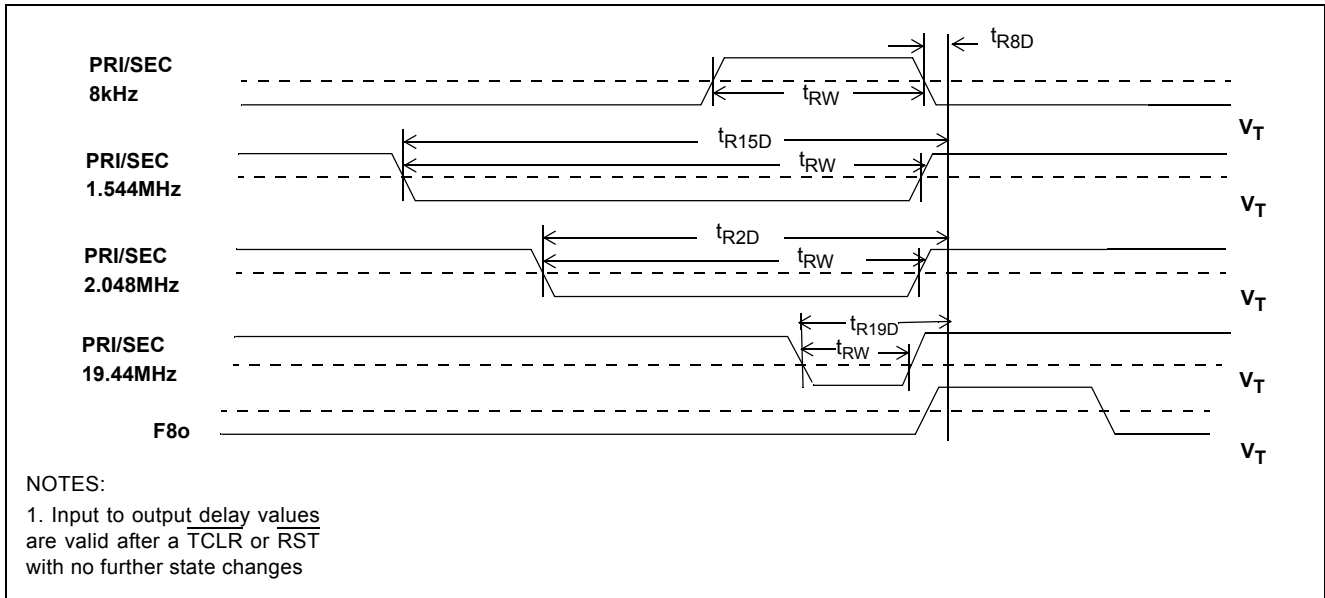 tR8D
PRI/SEC
8kHz
tRW
VT
tR15D
PRI/SEC
1.544MHz
tRW
VT
tR2D
PRI/SEC
2.048MHz
tRW
VT
tR19D
PRI/SEC
19.44MHz
tRW
VT
F8o
VT
NOTES:
1. Input to output delay values
are valid after a TCLR or RST
with no further state changes